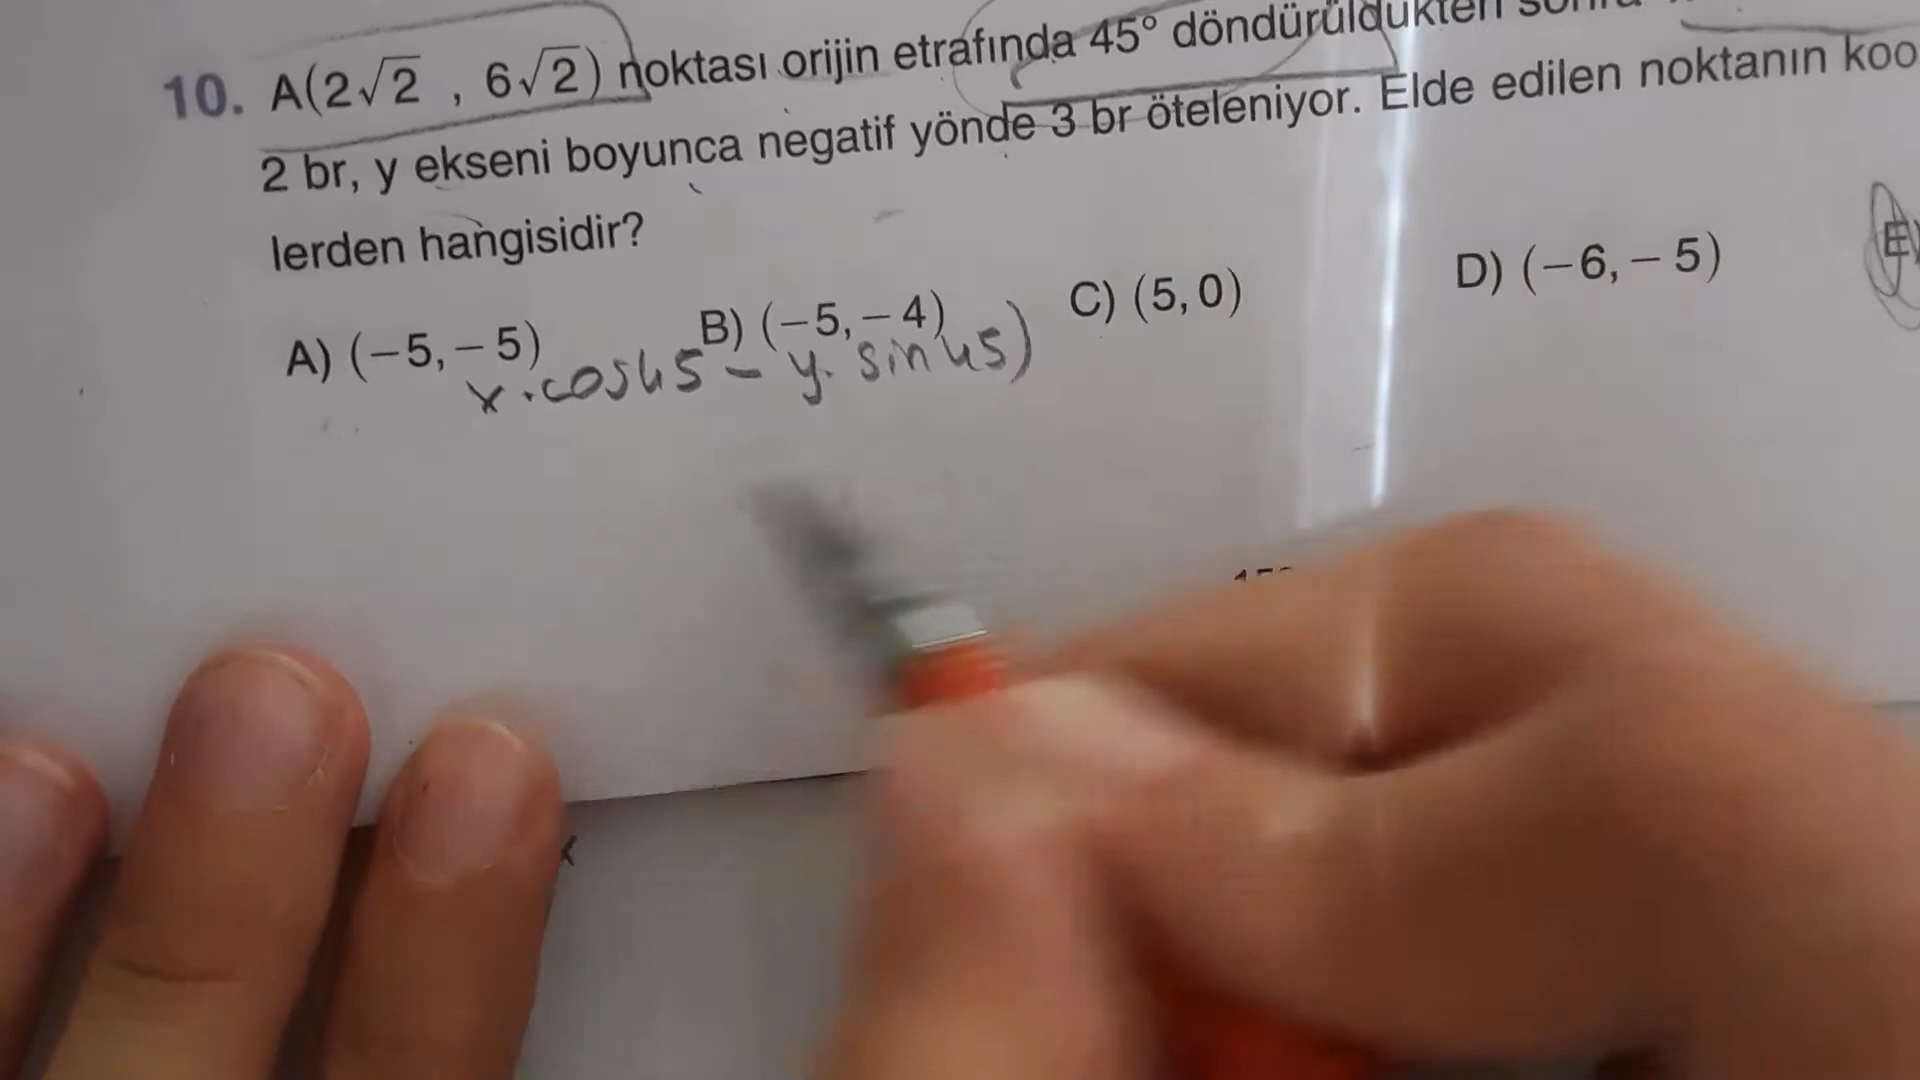 10. A(2√2 , 6√2) noktası orijin etrafında 45° döndürüldükten
2 br, y ekseni boyunca negatif yönde 3 br öteleniyor. Elde edilen noktanın koo
lerden hangisidir?
A) (−5, − 5) B) (−5, − 4) C) (5, 0) D) (−6, − 5) E)
x.cos45 − y. sin45)
x